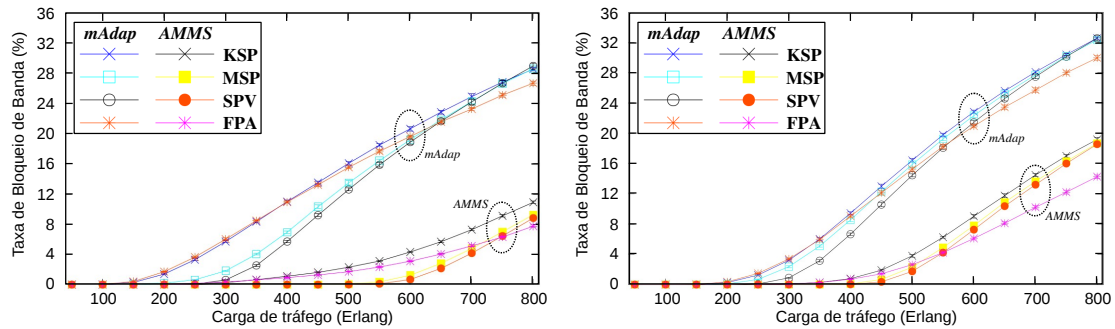 Taxa de Bloqueio de Banda (%)
36
32
28
24
20
16
12
8
4
0
mAdap AMMS
KSP
MSP
SPV
FPA
mAdap
AMMS
100 200 300 400 500 600 700 800
Carga de tráfego (Erlang)
Taxa de Bloqueio de Banda (%)
36
32
28
24
20
16
12
8
4
0
mAdap AMMS
KSP
MSP
SPV
FPA
mAdap
AMMS
100 200 300 400 500 600 700 800
Carga de tráfego (Erlang)